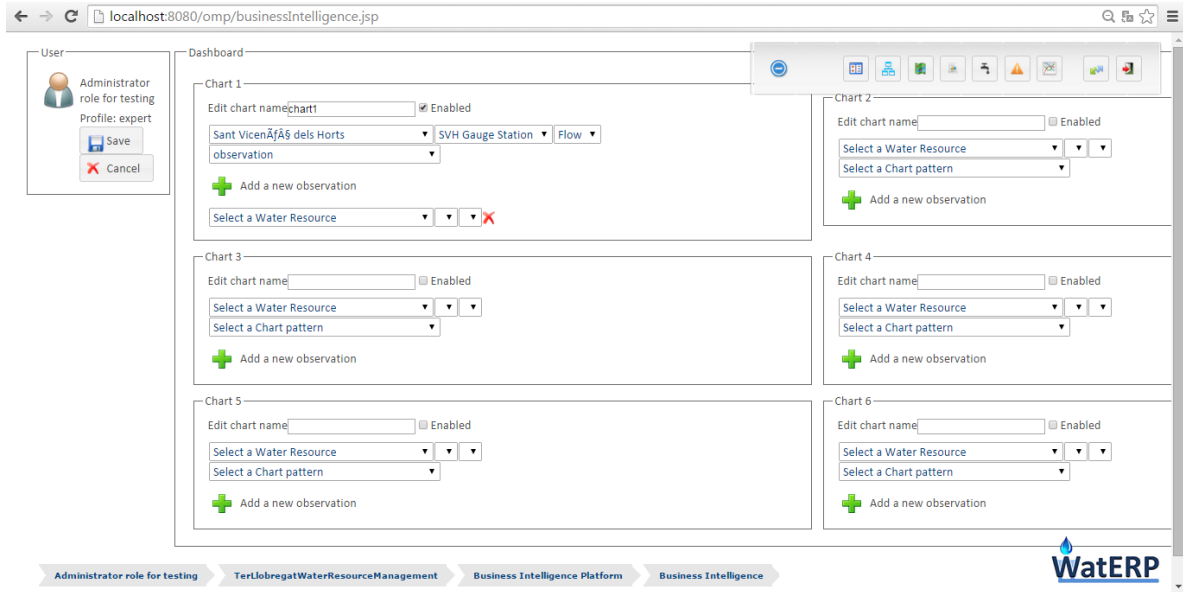 localhost:8080/omp/businessIntelligence.jsp
User
Administrator
role for testing
Profile: expert
Save
Cancel
Dashboard
Chart 1
Edit chart name chart1 Enabled
Sant VicenÃƒÂ§ dels Horts SVH Gauge Station Flow
observation
Add a new observation
Select a Water Resource
Chart 2
Edit chart name Enabled
Select a Water Resource
Select a Chart pattern
Add a new observation
Chart 3
Edit chart name Enabled
Select a Water Resource
Select a Chart pattern
Add a new observation
Chart 4
Edit chart name Enabled
Select a Water Resource
Select a Chart pattern
Add a new observation
Chart 5
Edit chart name Enabled
Select a Water Resource
Select a Chart pattern
Add a new observation
Chart 6
Edit chart name Enabled
Select a Water Resource
Select a Chart pattern
Add a new observation
WatERP
Administrator role for testing TerLlobregatWaterResourceManagement Business Intelligence Platform Business Intelligence